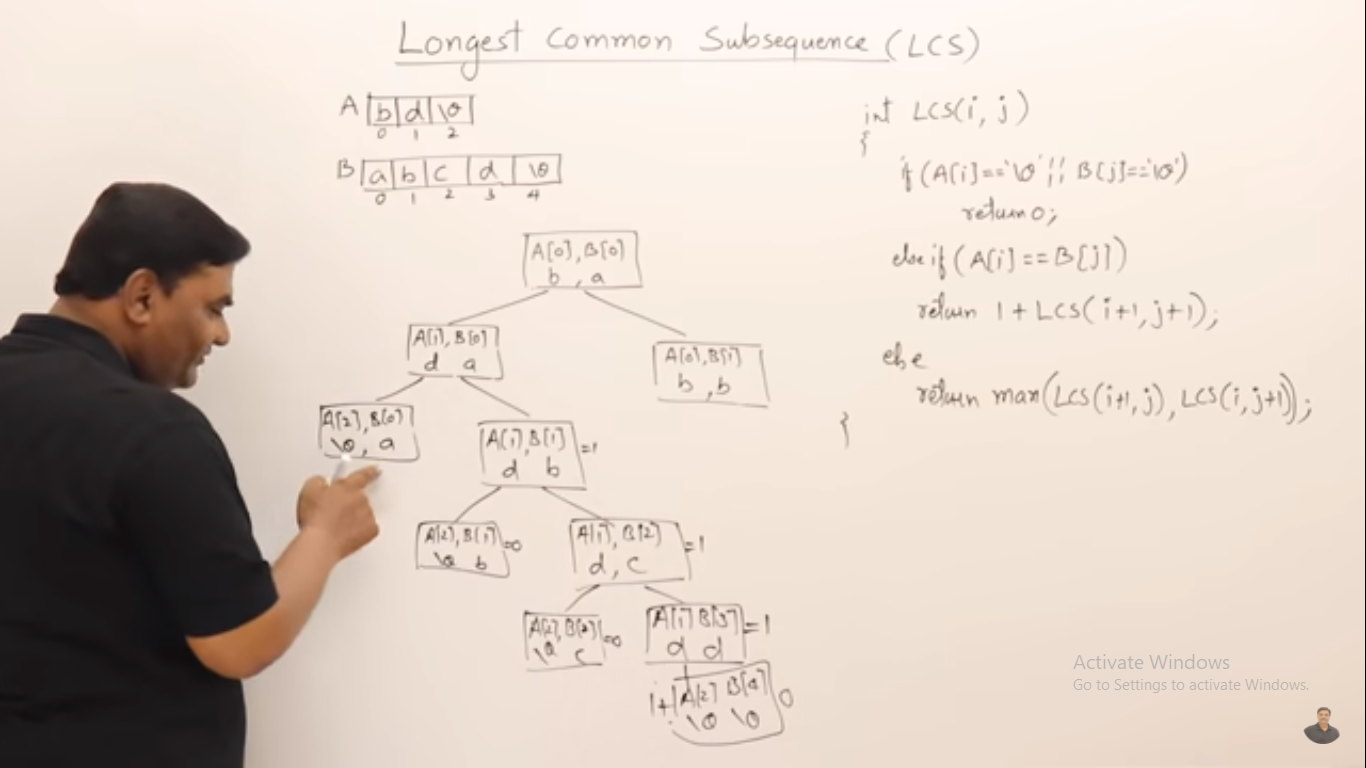 Longest Common Subsequence (LCS)
A b d \0
0 1 2
B a b c d \0
0 1 2 3 4
int LCS(i, j)
{
if (A[i]=='\0' || B[j]=='\0')
return 0;
else if (A[i] == B[j])
return 1 + LCS(i+1, j+1);
else
return max(LCS(i+1, j), LCS(i, j+1));
}
A[0], B[0]
b , a
A[1], B[0]
d a
A[0], B[1]
b , b
A[2], B[0]
\0, a
A[1], B[1] =1
d b
A[2], B[1] =0
\0 b
A[1], B[2] =1
d, c
A[2], B[2] =0
\0 c
A[1] B[3] =1
d d
1+ A[2] B[4] 0
\0 \0
Activate Windows
Go to Settings to activate Windows.